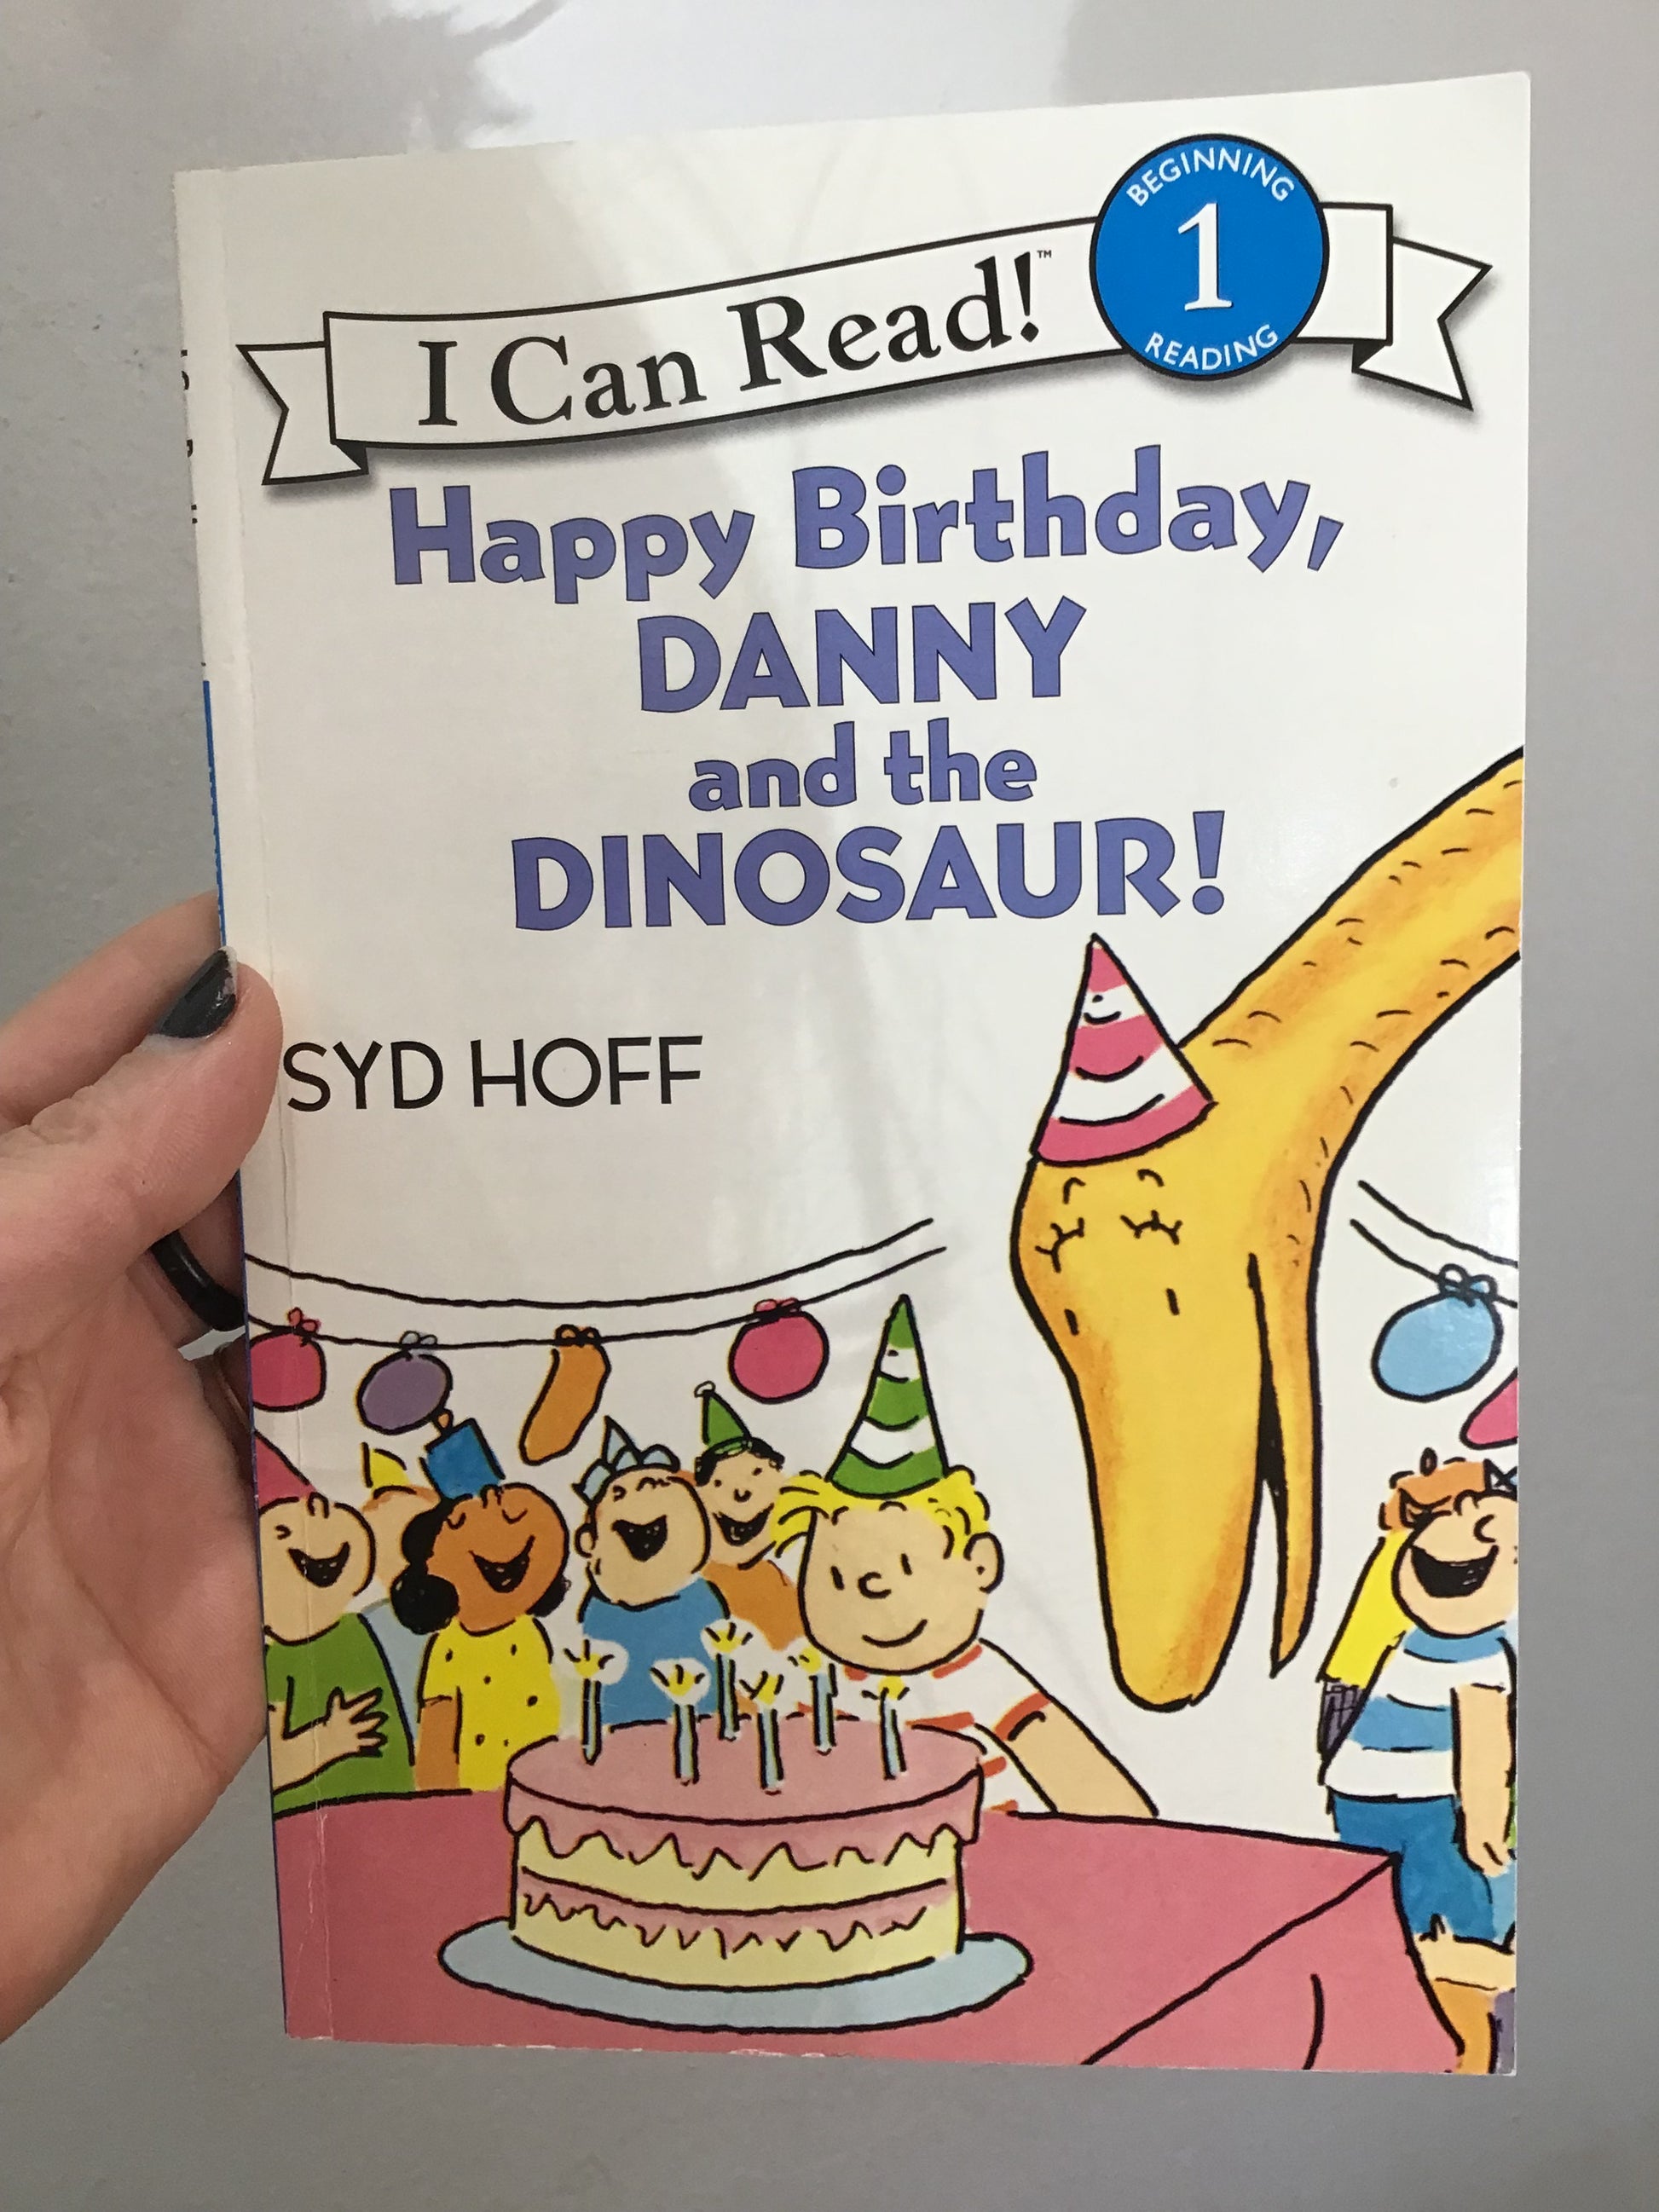 I Can Read!™
BEGINNING
1
READING
Happy Birthday,
DANNY
and the
DINOSAUR!
SYD HOFF